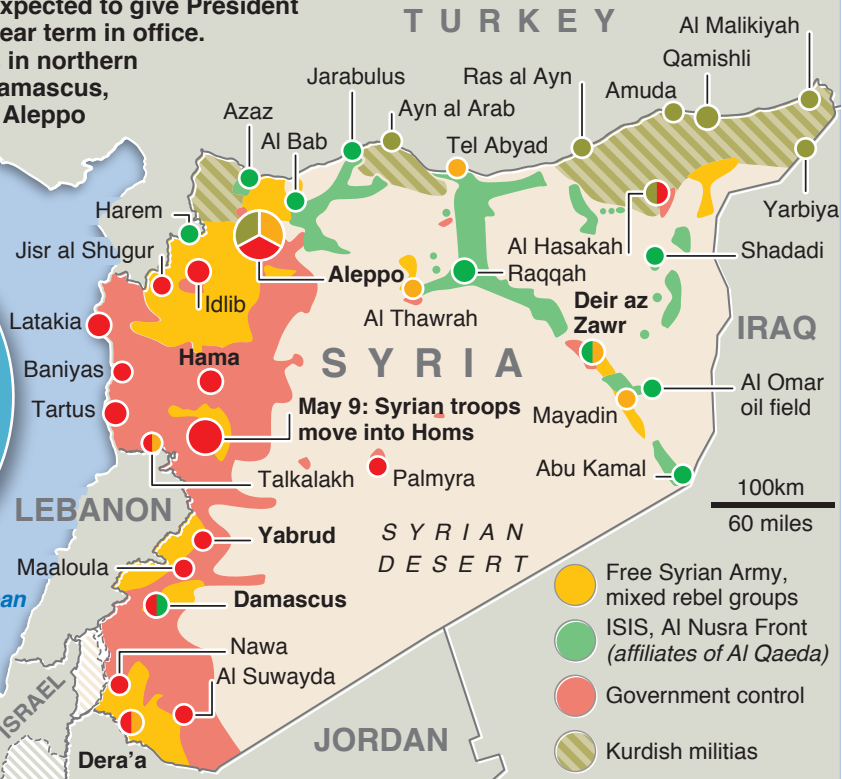 xpected to give President
ear term in office.
in northern
amascus,
Aleppo
TURKEY
Al Malikiyah
Qamishli
Jarabulus
Ras al Ayn
Amuda
Azaz
Ayn al Arab
Al Bab
Tel Abyad
Harem
Yarbiya
Jisr al Shugur
Al Hasakah
Shadadi
Aleppo
Raqqah
Idlib
Deir az
Zawr
Latakia
Al Thawrah
IRAQ
Hama
SYRIA
Baniyas
Al Omar
oil field
Tartus
May 9: Syrian troops
move into Homs
Mayadin
Talkalakh
Palmyra
Abu Kamal
100km
60 miles
LEBANON
Yabrud
SYRIAN
DESERT
Maaloula
an
Damascus
Free Syrian Army,
mixed rebel groups
ISIS, Al Nusra Front
(affiliates of Al Qaeda)
Nawa
Al Suwayda
Government control
ISRAEL
JORDAN
Kurdish militias
Dera'a